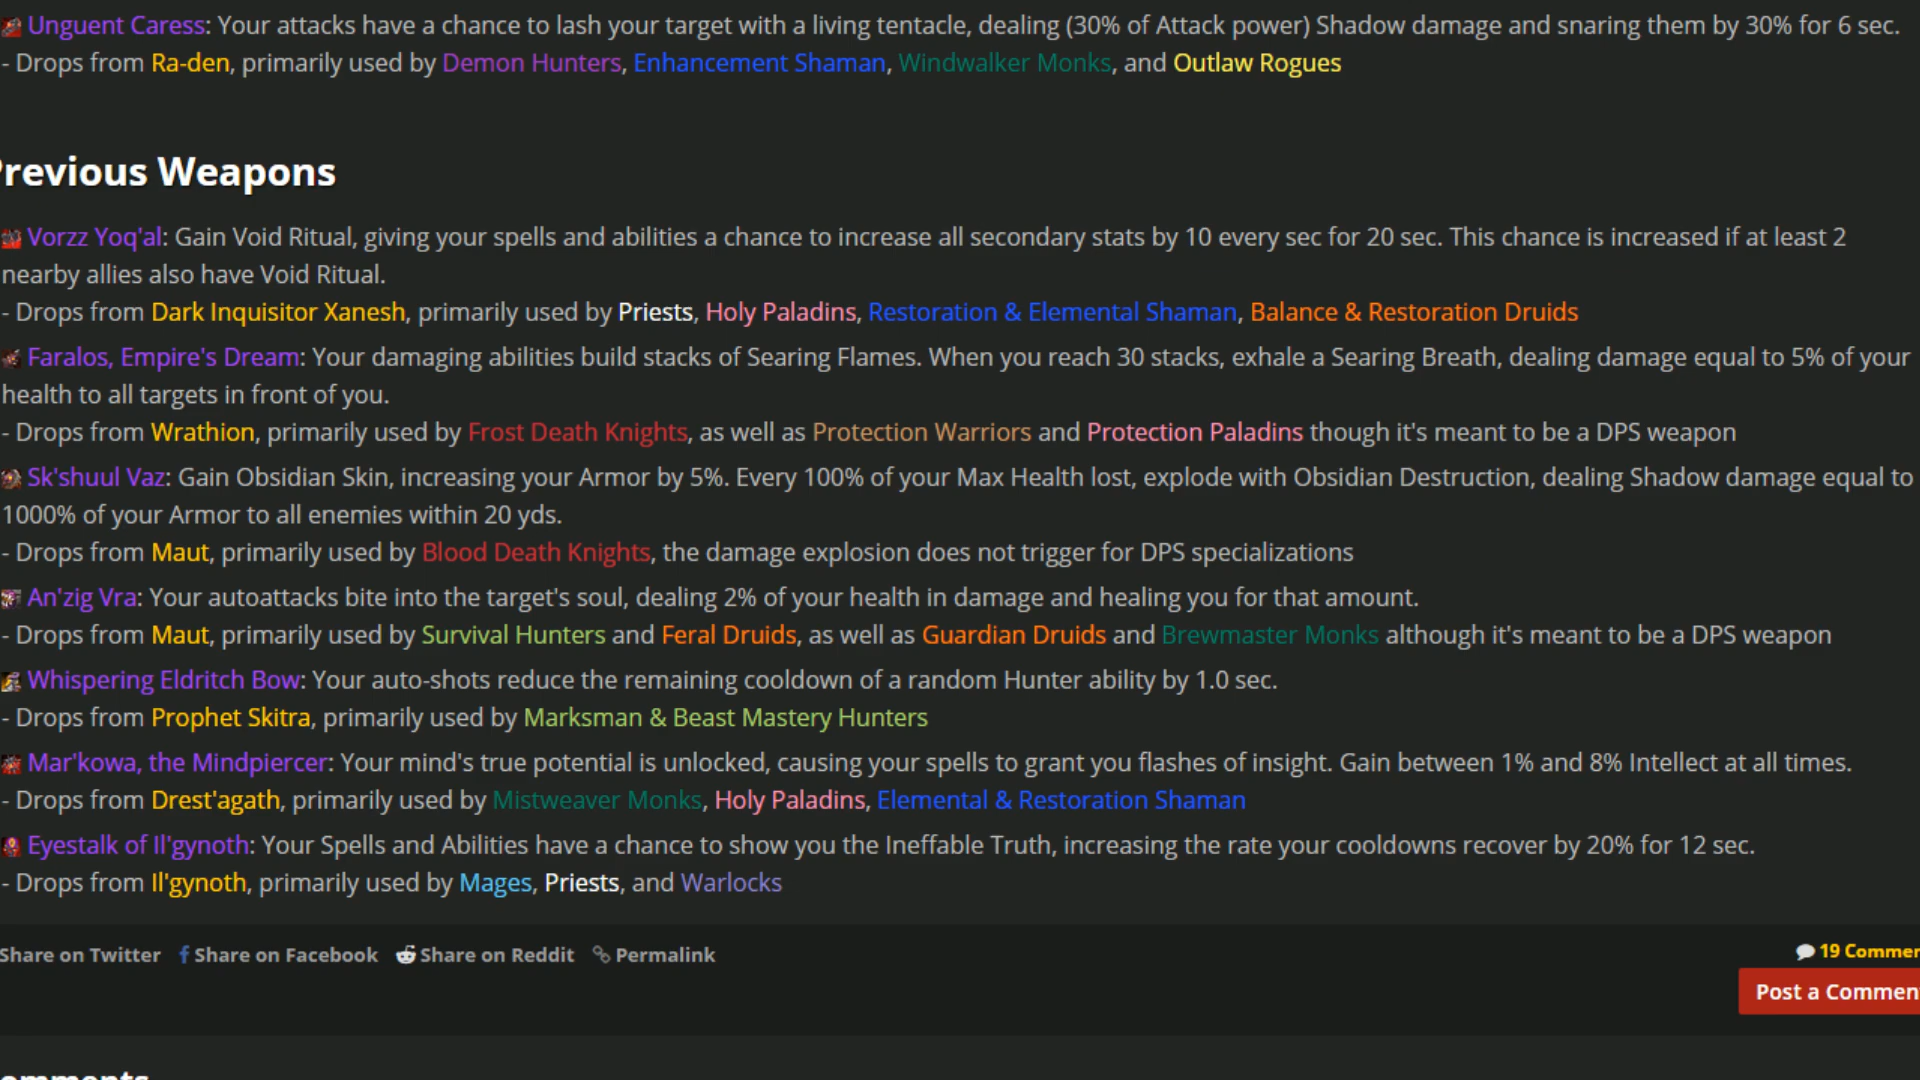 Unguent Caress: Your attacks have a chance to lash your target with a living tentacle, dealing (30% of Attack power) Shadow damage and snaring them by 30% for 6 sec.
- Drops from Ra-den, primarily used by Demon Hunters, Enhancement Shaman, Windwalker Monks, and Outlaw Rogues
Previous Weapons
Vorzz Yoq'al: Gain Void Ritual, giving your spells and abilities a chance to increase all secondary stats by 10 every sec for 20 sec. This chance is increased if at least 2
nearby allies also have Void Ritual.
- Drops from Dark Inquisitor Xanesh, primarily used by Priests, Holy Paladins, Restoration & Elemental Shaman, Balance & Restoration Druids
Faralos, Empire's Dream: Your damaging abilities build stacks of Searing Flames. When you reach 30 stacks, exhale a Searing Breath, dealing damage equal to 5% of your
health to all targets in front of you.
- Drops from Wrathion, primarily used by Frost Death Knights, as well as Protection Warriors and Protection Paladins though it's meant to be a DPS weapon
Sk'shuul Vaz: Gain Obsidian Skin, increasing your Armor by 5%. Every 100% of your Max Health lost, explode with Obsidian Destruction, dealing Shadow damage equal to
1000% of your Armor to all enemies within 20 yds.
- Drops from Maut, primarily used by Blood Death Knights, the damage explosion does not trigger for DPS specializations
An'zig Vra: Your autoattacks bite into the target's soul, dealing 2% of your health in damage and healing you for that amount.
- Drops from Maut, primarily used by Survival Hunters and Feral Druids, as well as Guardian Druids and Brewmaster Monks although it's meant to be a DPS weapon
Whispering Eldritch Bow: Your auto-shots reduce the remaining cooldown of a random Hunter ability by 1.0 sec.
- Drops from Prophet Skitra, primarily used by Marksman & Beast Mastery Hunters
Mar'kowa, the Mindpiercer: Your mind's true potential is unlocked, causing your spells to grant you flashes of insight. Gain between 1% and 8% Intellect at all times.
- Drops from Drest'agath, primarily used by Mistweaver Monks, Holy Paladins, Elemental & Restoration Shaman
Eyestalk of Il'gynoth: Your Spells and Abilities have a chance to show you the Ineffable Truth, increasing the rate your cooldowns recover by 20% for 12 sec.
- Drops from Il'gynoth, primarily used by Mages, Priests, and Warlocks
Share on Twitter Share on Facebook Share on Reddit Permalink
19 Commen
Post a Commen
omments